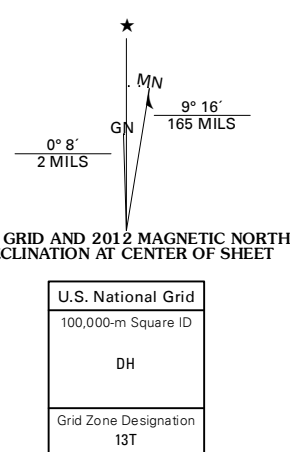 ★
MN
GN
9° 16´
165 MILS
0° 8´
2 MILS
GRID AND 2012 MAGNETIC NORTH
CLINATION AT CENTER OF SHEET
U.S. National Grid
100,000-m Square ID
DH
Grid Zone Designation
13T